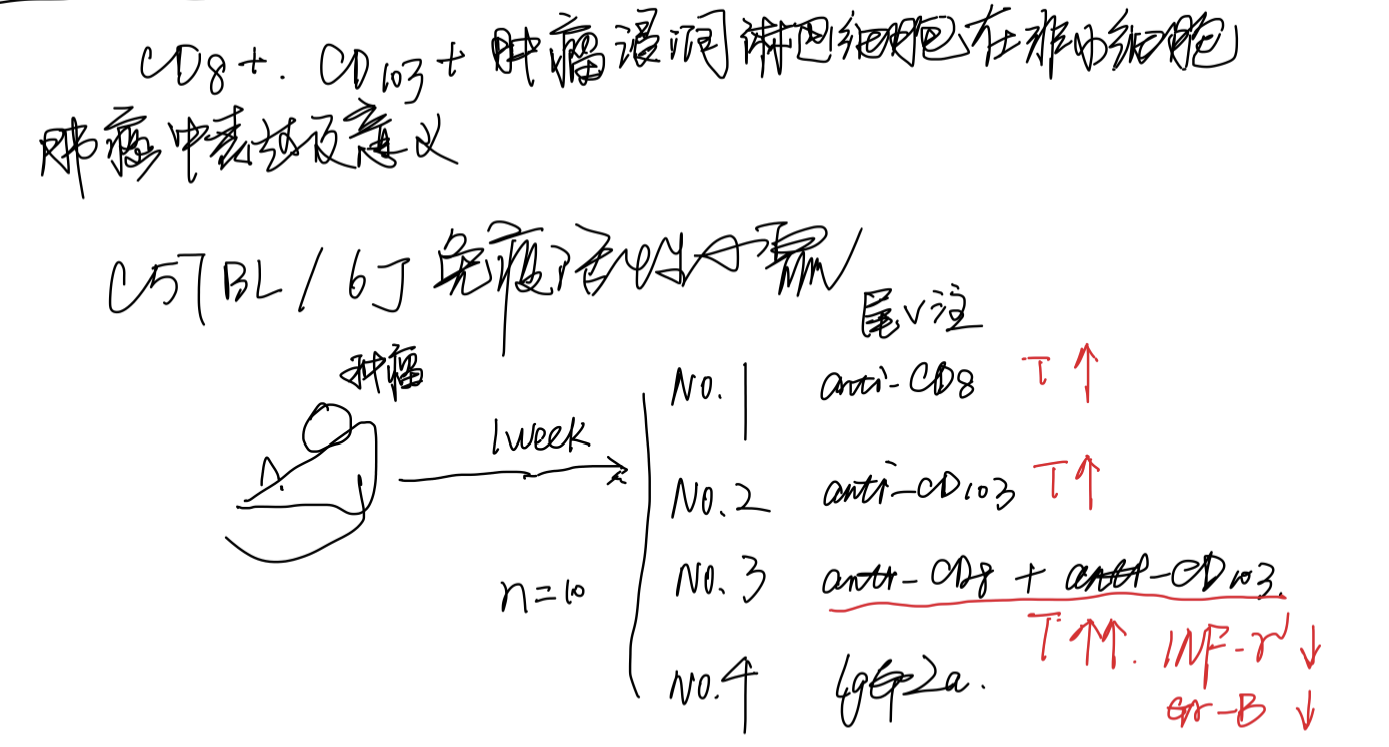 CD8+. CD103+ 肿瘤浸润淋巴细胞在非小细胞
肺癌中表达及意义
C57BL/6J 免疫活性小鼠
尾V注
肿瘤
1week
n=10
No.1 anti-CD8 T↑
No.2 anti-CD103 T↑
No.3 anti-CD8 + anti-CD103.
T↑↑. INF-γ ↓
Gr-B ↓
No.4 IgG2a.